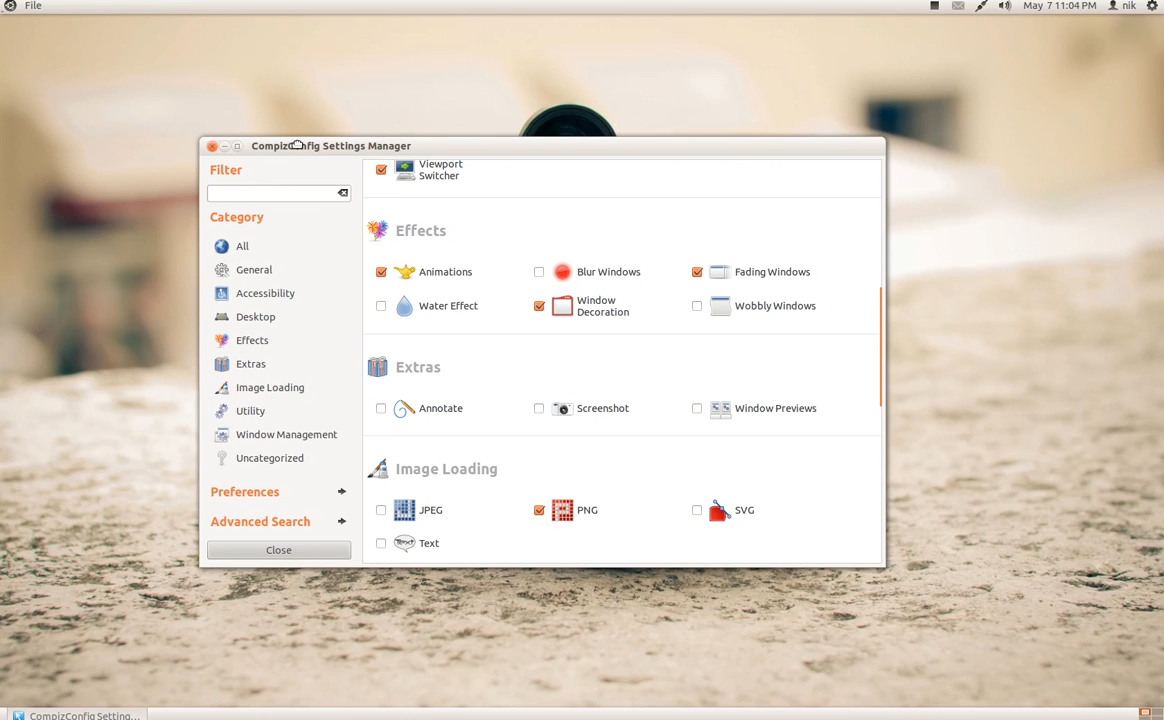 File
May 7 11:04 PM
nik
CompizConfig Settings Manager
Filter
Category
All
General
Accessibility
Desktop
Effects
Extras
Image Loading
Utility
Window Management
Uncategorized
Preferences
Advanced Search
Close
Viewport
Switcher
Effects
Animations
Blur Windows
Fading Windows
Water Effect
Window
Decoration
Wobbly Windows
Extras
Annotate
Screenshot
Window Previews
Image Loading
JPEG
PNG
SVG
Text
Text
CompizConfig Setting...